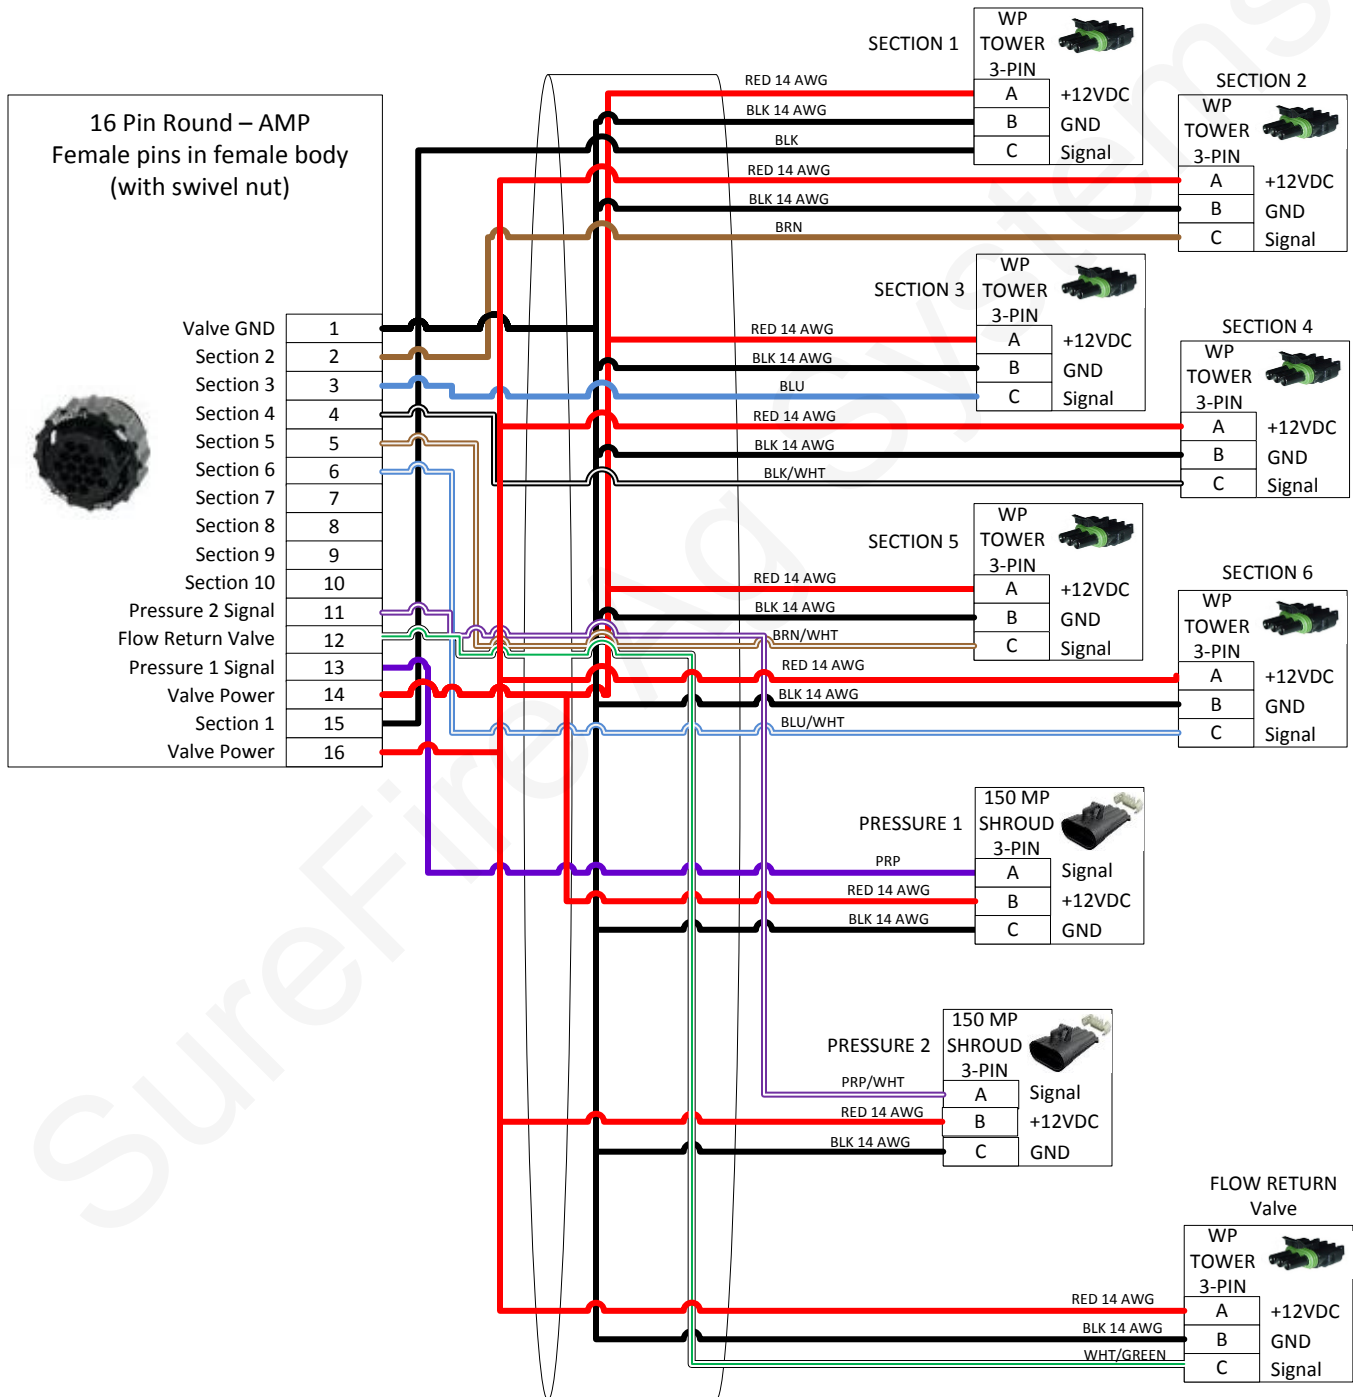 16 Pin Round – AMP
Female pins in female body
(with swivel nut)
Valve GND 1
Section 2 2
Section 3 3
Section 4 4
Section 5 5
Section 6 6
Section 7 7
Section 8 8
Section 9 9
Section 10 10
Pressure 2 Signal 11
Flow Return Valve 12
Pressure 1 Signal 13
Valve Power 14
Section 1 15
Valve Power 16
SECTION 1
WP
TOWER
3-PIN
RED 14 AWG A +12VDC
BLK 14 AWG B GND
BLK C Signal
SECTION 2
WP
TOWER
3-PIN
RED 14 AWG A +12VDC
BLK 14 AWG B GND
BRN C Signal
SECTION 3
WP
TOWER
3-PIN
RED 14 AWG A +12VDC
BLK 14 AWG B GND
BLU C Signal
SECTION 4
WP
TOWER
3-PIN
RED 14 AWG A +12VDC
BLK 14 AWG B GND
BLK/WHT C Signal
SECTION 5
WP
TOWER
3-PIN
RED 14 AWG A +12VDC
BLK 14 AWG B GND
BRN/WHT C Signal
SECTION 6
WP
TOWER
3-PIN
RED 14 AWG A +12VDC
BLK 14 AWG B GND
BLU/WHT C Signal
PRESSURE 1
150 MP
SHROUD
3-PIN
PRP A Signal
RED 14 AWG B +12VDC
BLK 14 AWG C GND
PRESSURE 2
150 MP
SHROUD
3-PIN
PRP/WHT A Signal
RED 14 AWG B +12VDC
BLK 14 AWG C GND
FLOW RETURN
Valve
WP
TOWER
3-PIN
RED 14 AWG A +12VDC
BLK 14 AWG B GND
WHT/GREEN C Signal
SureFire Ag Systems